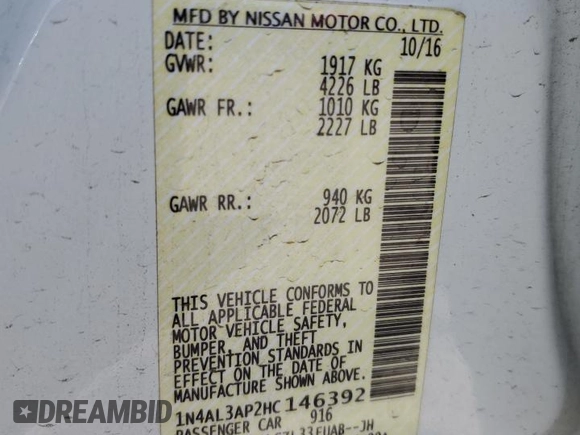 MFD BY NISSAN MOTOR CO., LTD.
DATE: 10/16
GVWR: 1917 KG
4226 LB
GAWR FR.: 1010 KG
2227 LB
GAWR RR.: 940 KG
2072 LB
THIS VEHICLE CONFORMS TO
ALL APPLICABLE FEDERAL
MOTOR VEHICLE SAFETY,
BUMPER, AND THEFT
PREVENTION STANDARDS IN
EFFECT ON THE DATE OF
MANUFACTURE SHOWN ABOVE.
1N4AL3AP2HC146392
PASSENGER CAR 916
DREAMBID